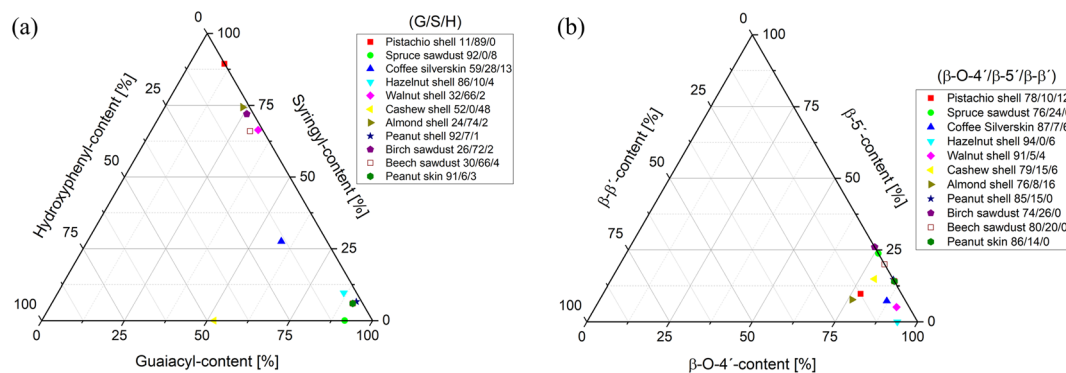 (a)
(G/S/H)
Pistachio shell 11/89/0
Spruce sawdust 92/0/8
Coffee silverskin 59/28/13
Hazelnut shell 86/10/4
Walnut shell 32/66/2
Cashew shell 52/0/48
Almond shell 24/74/2
Peanut shell 92/7/1
Birch sawdust 26/72/2
Beech sawdust 30/66/4
Peanut skin 91/6/3
0
25
50
75
100
Hydroxyphenyl-content [%]
100
75
50
25
0
Syringyl-content [%]
0
25
50
75
100
Guaiacyl-content [%]
(b)
(β-O-4´/β-5´/β-β´)
Pistachio shell 78/10/12
Spruce sawdust 76/24/0
Coffee Silverskin 87/7/6
Hazelnut shell 94/0/6
Walnut shell 91/5/4
Cashew shell 79/15/6
Almond shell 76/8/16
Peanut shell 85/15/0
Birch sawdust 74/26/0
Beech sawdust 80/20/0
Peanut skin 86/14/0
0
25
50
75
100
β-β´-content [%]
100
75
50
25
0
β-5´-content [%]
0
25
50
75
100
β-O-4´-content [%]